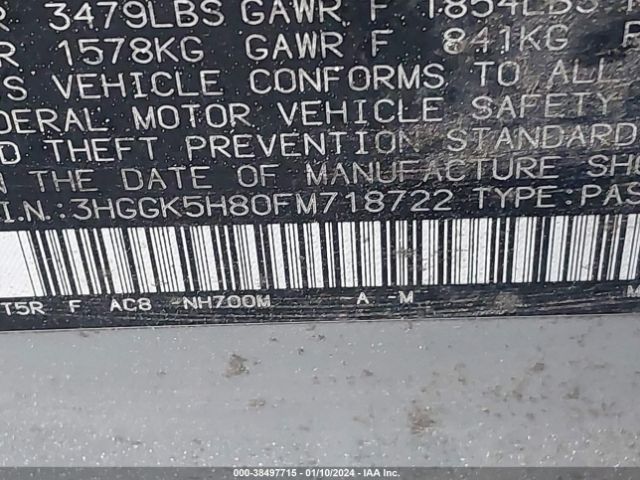 3479LBS GAWR F 1854LBS
R 1578KG GAWR F 841KG
S VEHICLE CONFORMS TO ALL
DERAL MOTOR VEHICLE SAFETY
D THEFT PREVENTION STANDARD
N THE DATE OF MANUFACTURE SHO
I.N.:3HGGK5H80FM718722 TYPE:PAS
T5R F AC8 -NH700M -A -M M
000-38497715 - 01/10/2024 - IAA Inc.